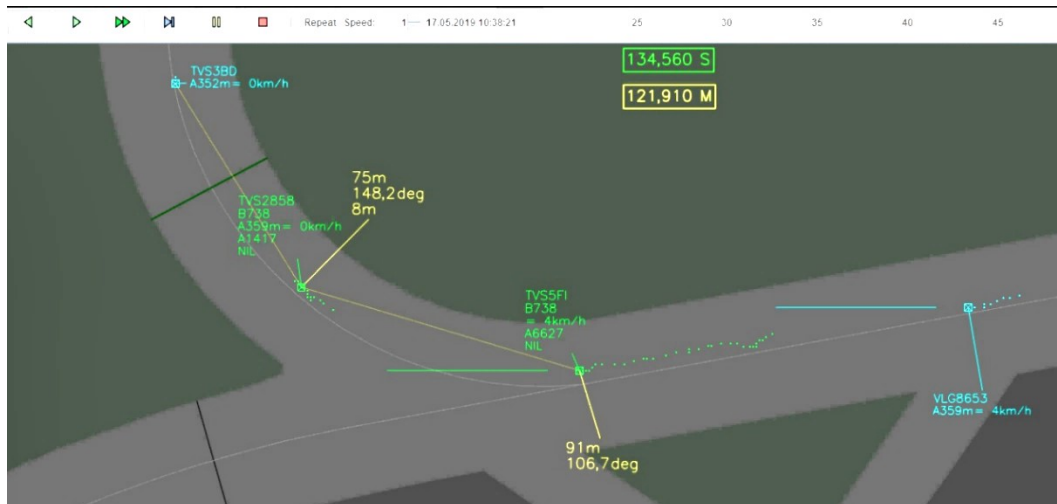 Repeat Speed: 1 17.05.2019 10:38:21 25 30 35 40 45
134,560 S
121,910 M
TVS3BD
A352m= 0km/h
75m
148,2deg
8m
TVS2858
B738
A359m= 0km/h
A1417
NIL
TVS5FI
B738
= 4km/h
A6627
NIL
VLG8653
A359m= 4km/h
91m
106,7deg